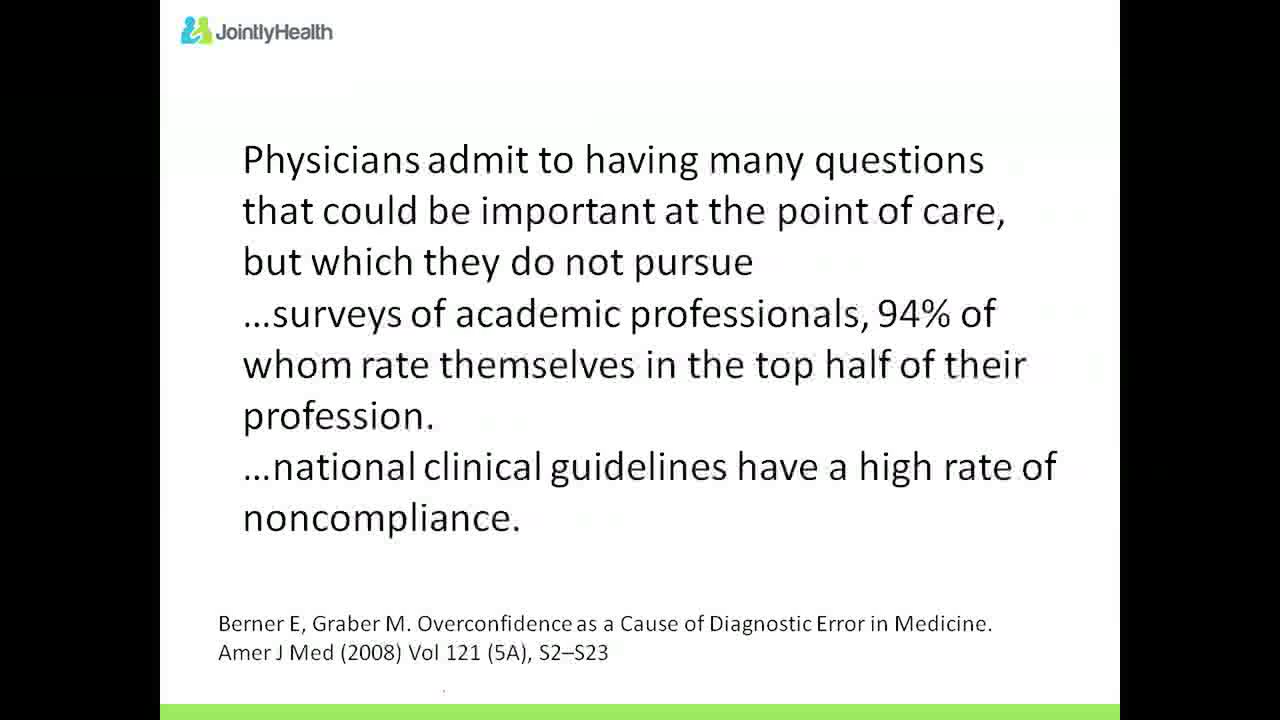 JointlyHealth
Physicians admit to having many questions
that could be important at the point of care,
but which they do not pursue
...surveys of academic professionals, 94% of
whom rate themselves in the top half of their
profession.
...national clinical guidelines have a high rate of
noncompliance.
Berner E, Graber M. Overconfidence as a Cause of Diagnostic Error in Medicine.
Amer J Med (2008) Vol 121 (5A), S2–S23